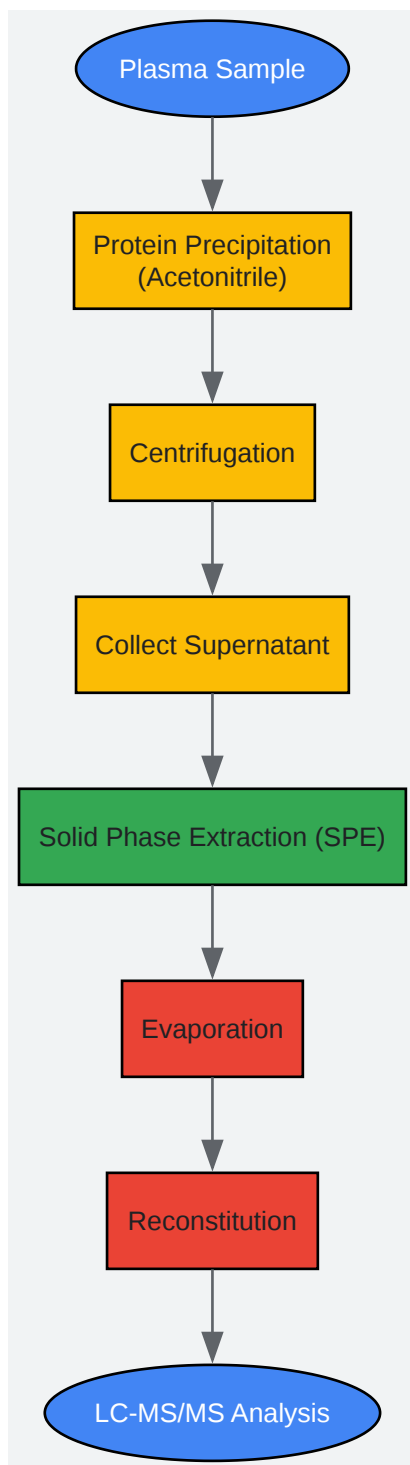 Plasma Sample
Protein Precipitation
(Acetonitrile)
Centrifugation
Collect Supernatant
Solid Phase Extraction (SPE)
Evaporation
Reconstitution
LC-MS/MS Analysis